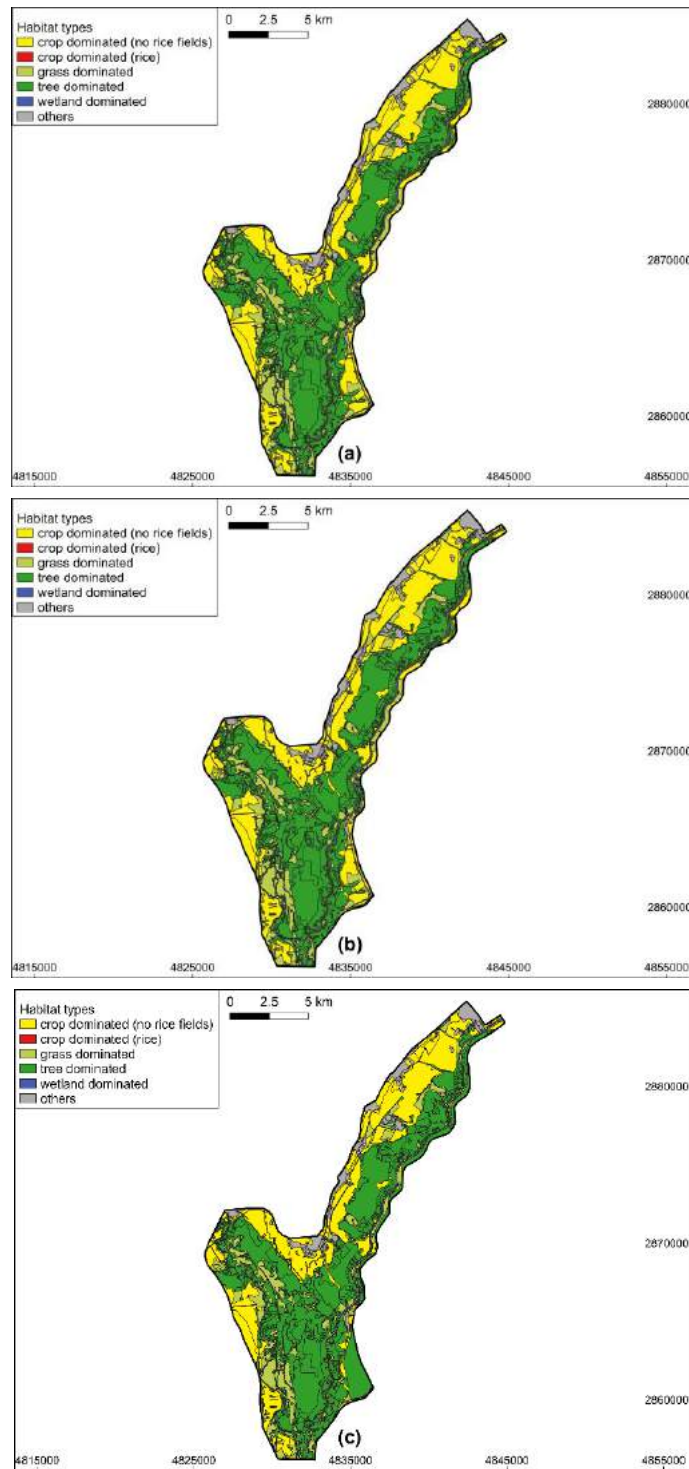 Habitat types
crop dominated (no rice fields)
crop dominated (rice)
grass dominated
tree dominated
wetland dominated
others
0 2.5 5 km
2880000
2870000
2860000
(a)
4815000 4825000 4835000 4845000 4855000
Habitat types
crop dominated (no rice fields)
crop dominated (rice)
grass dominated
tree dominated
wetland dominated
others
0 2.5 5 km
2880000
2870000
2860000
(b)
4815000 4825000 4835000 4845000 4855000
Habitat types
crop dominated (no rice fields)
crop dominated (rice)
grass dominated
tree dominated
wetland dominated
others
0 2.5 5 km
2880000
2870000
2860000
(c)
4815000 4825000 4835000 4845000 4855000